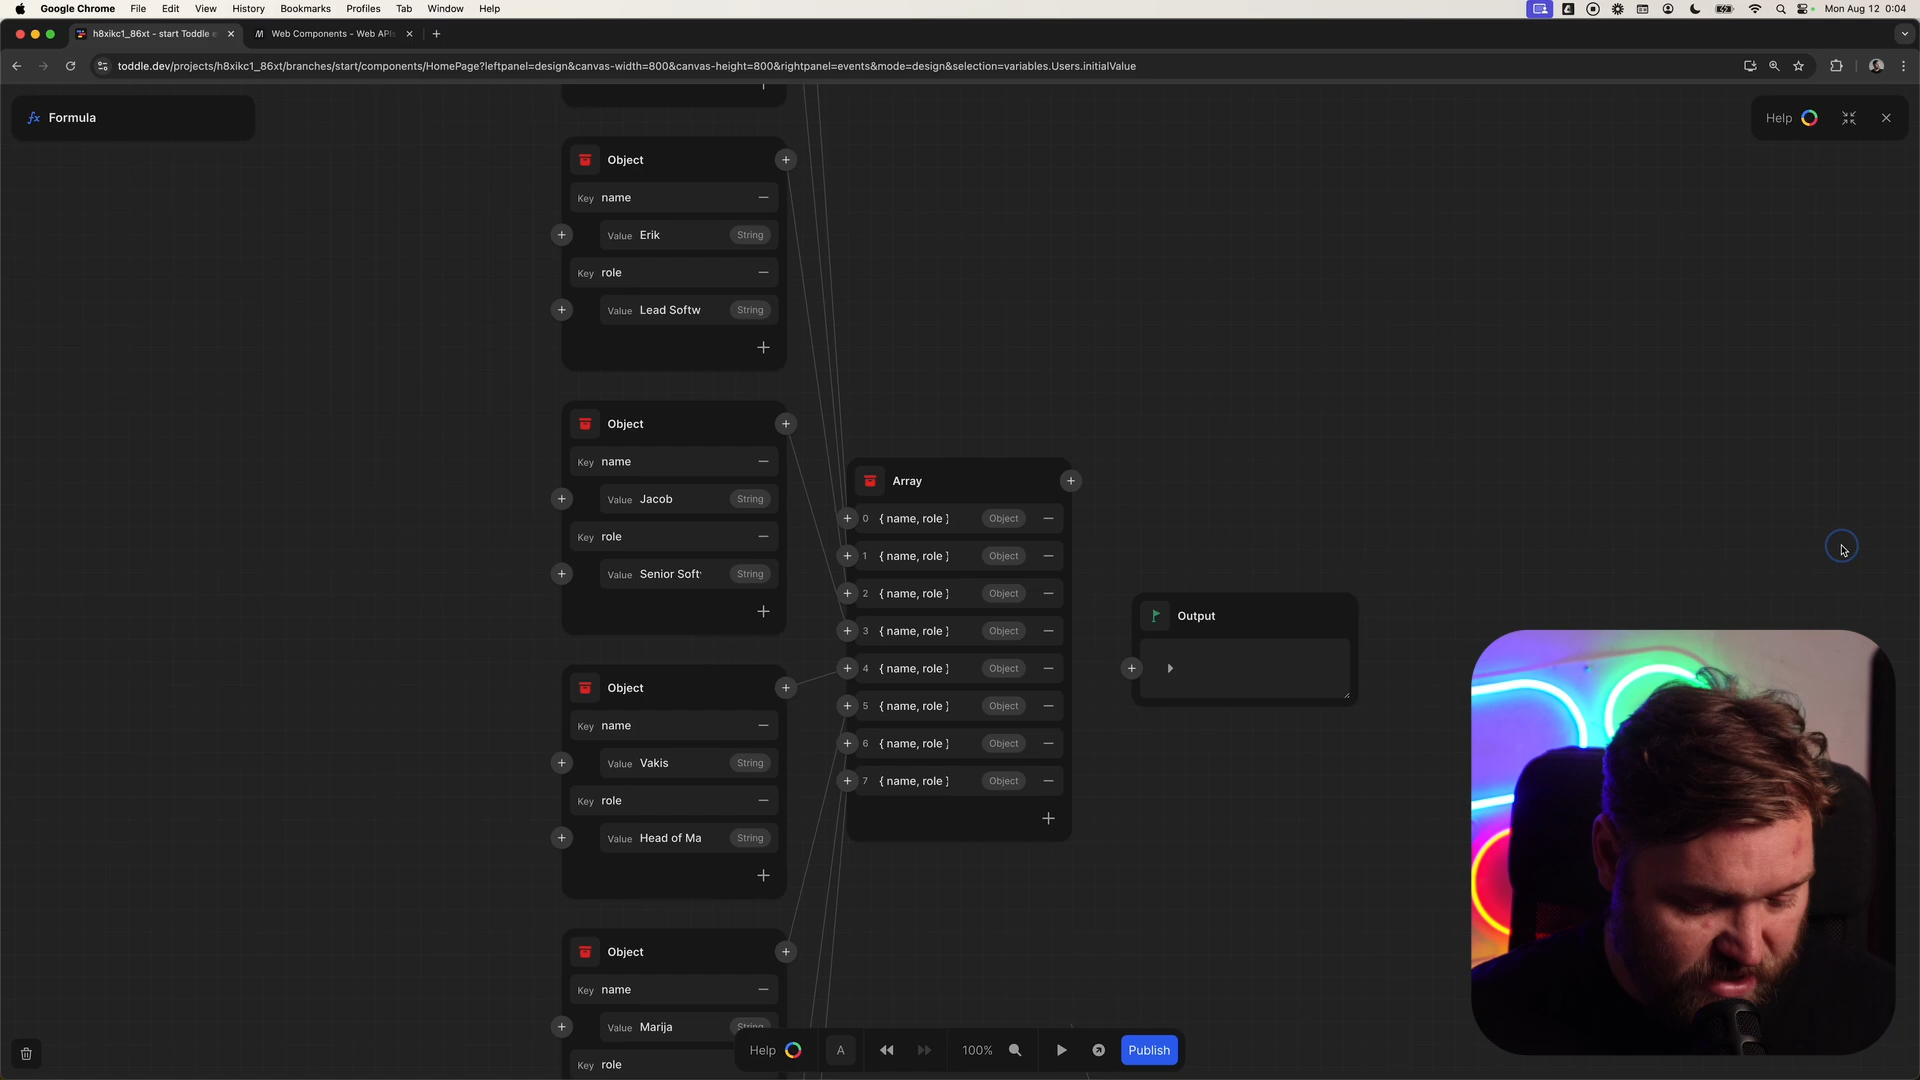 Google Chrome File Edit View History Bookmarks Profiles Tab Window Help Mon Aug 12 0:04
h8xikc1_86xt - start Toddle e Web Components - Web APIs
toddle.dev/projects/h8xikc1_86xt/branches/start/components/HomePage?leftpanel=design&canvas-width=800&canvas-height=800&rightpanel=events&mode=design&selection=variables.Users.initialValue
Formula
Help
Object
Key name
Value Erik String
Key role
Value Lead Softw String
Object
Key name
Value Jacob String
Key role
Value Senior Soft String
Object
Key name
Value Vakis String
Key role
Value Head of Ma String
Object
Key name
Value Marija String
Key role
Array
0 { name, role } Object
1 { name, role } Object
2 { name, role } Object
3 { name, role } Object
4 { name, role } Object
5 { name, role } Object
6 { name, role } Object
7 { name, role } Object
Output
Help A 100% Publish